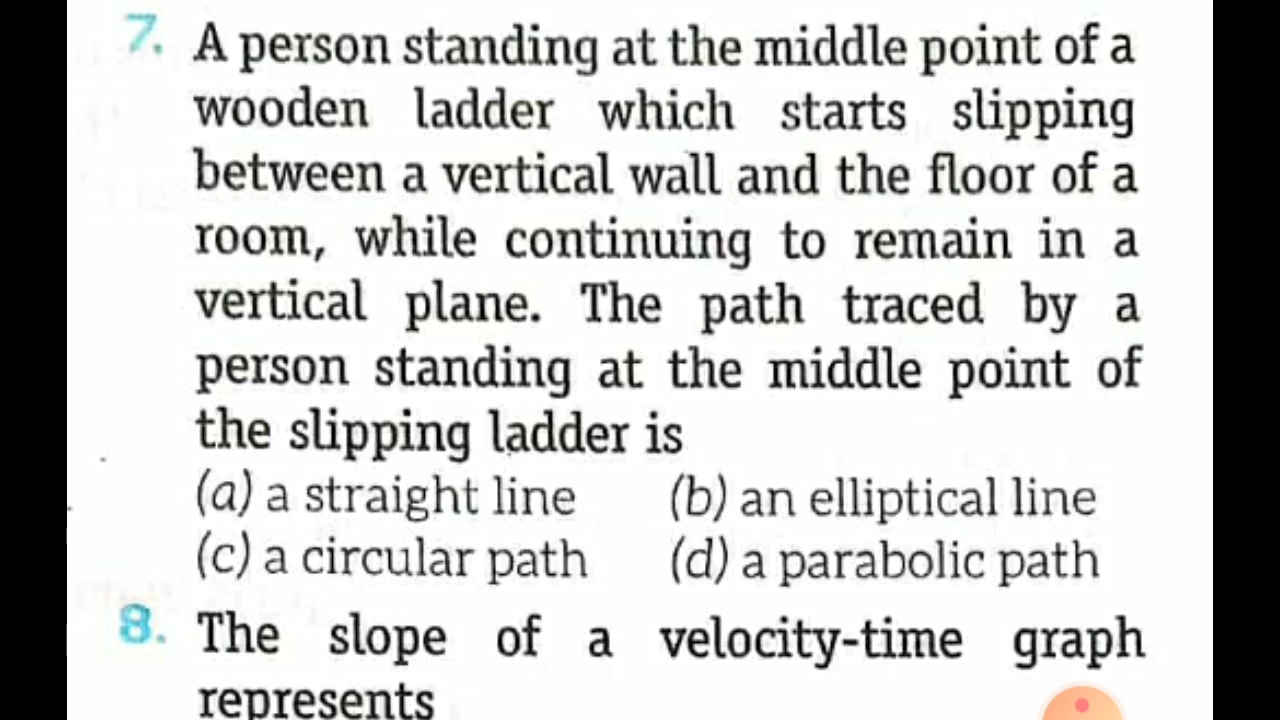 7. A person standing at the middle point of a
wooden ladder which starts slipping
between a vertical wall and the floor of a
room, while continuing to remain in a
vertical plane. The path traced by a
person standing at the middle point of
the slipping ladder is
(a) a straight line (b) an elliptical line
(c) a circular path (d) a parabolic path
8. The slope of a velocity-time graph
represents